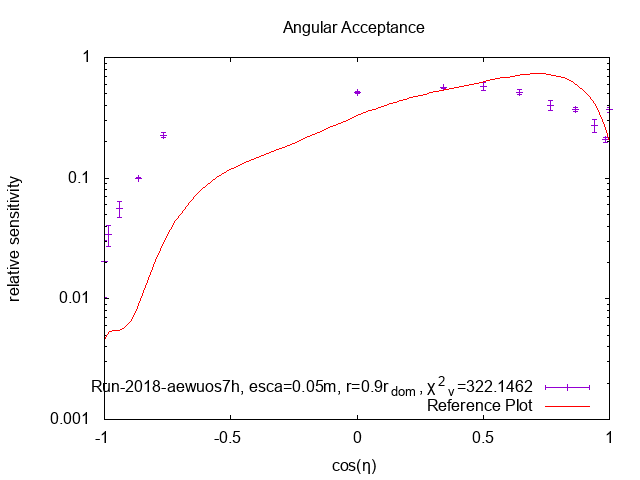 Angular Acceptance
relative sensitivity
1
0.1
0.01
0.001
Run-2018-aewuos7h, esca=0.05m, r=0.9r_dom, χ²_ν=322.1462
Reference Plot
-1
-0.5
0
0.5
1
cos(η)